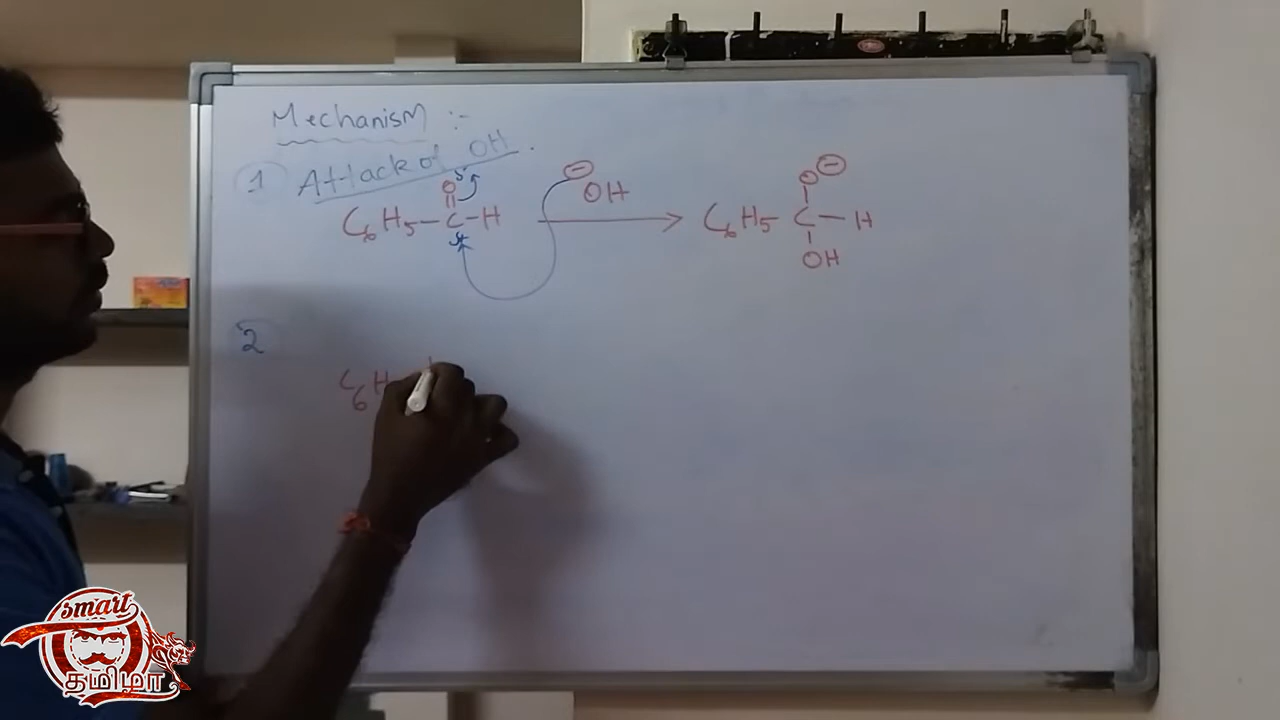 Mechanism :-
1 Attack of OH.
O δ- ⊖
C6H5-C-H OH → C6H5-C-H
δ+ O⊖
OH
2
C6H
smart
தமிழா